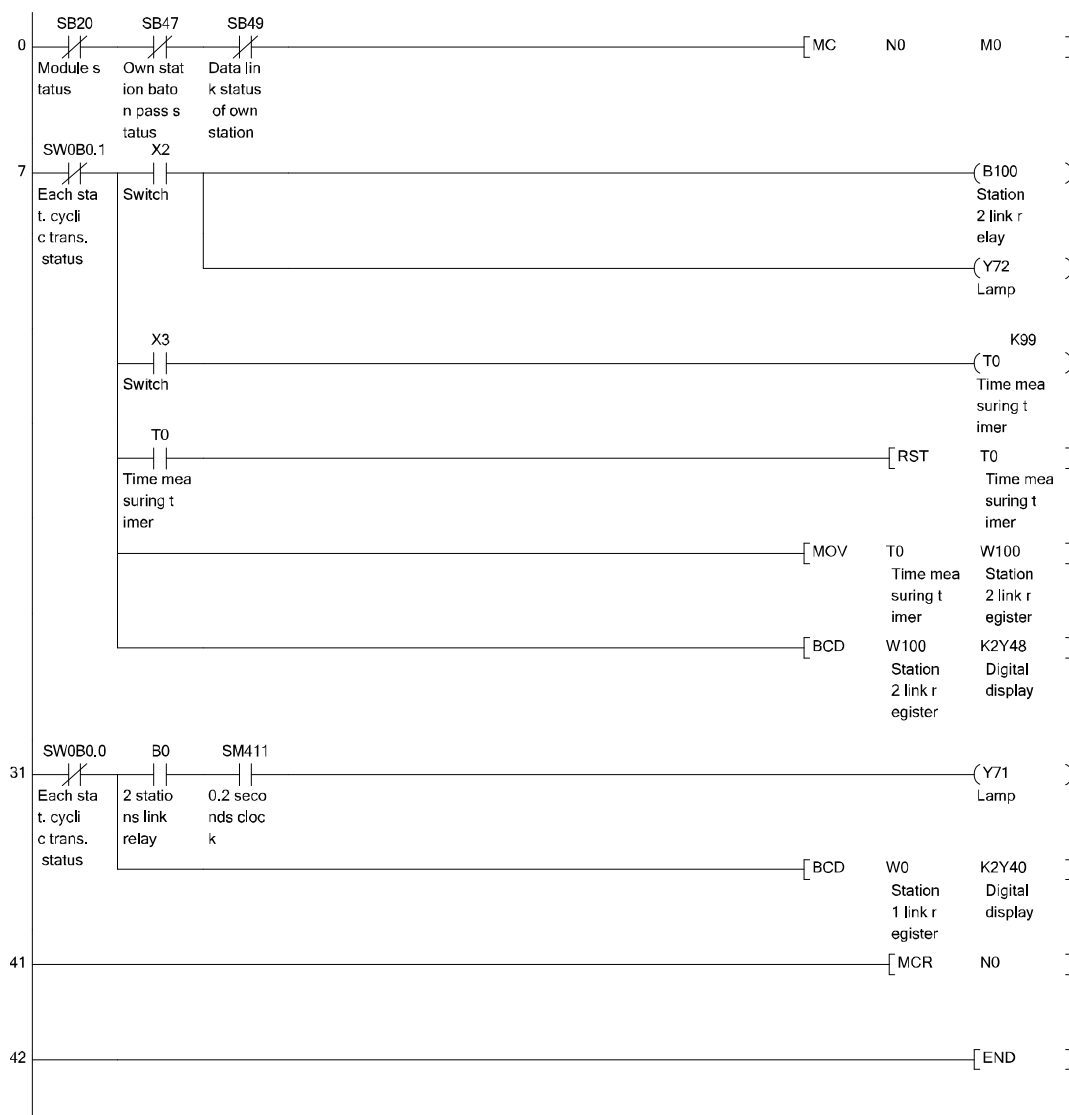 SB20 SB47 SB49
0 MC N0 M0
Module s Own stat Data lin
tatus ion bato k status
n pass s of own
tatus station
SW0B0.1 X2
7 B100
Each sta Switch Station
t. cycli 2 link r
c trans. elay
status
Y72
Lamp
X3 K99
T0
Switch Time mea
suring t
imer
T0
RST T0
Time mea Time mea
suring t suring t
imer imer
MOV T0 W100
Time mea Station
suring t 2 link r
imer egister
BCD W100 K2Y48
Station Digital
2 link r display
egister
SW0B0.0 B0 SM411
31 Y71
Each sta 2 statio 0.2 seco Lamp
t. cycli ns link nds cloc
c trans. relay k
status
BCD W0 K2Y40
Station Digital
1 link r display
egister
41 MCR N0
42 END